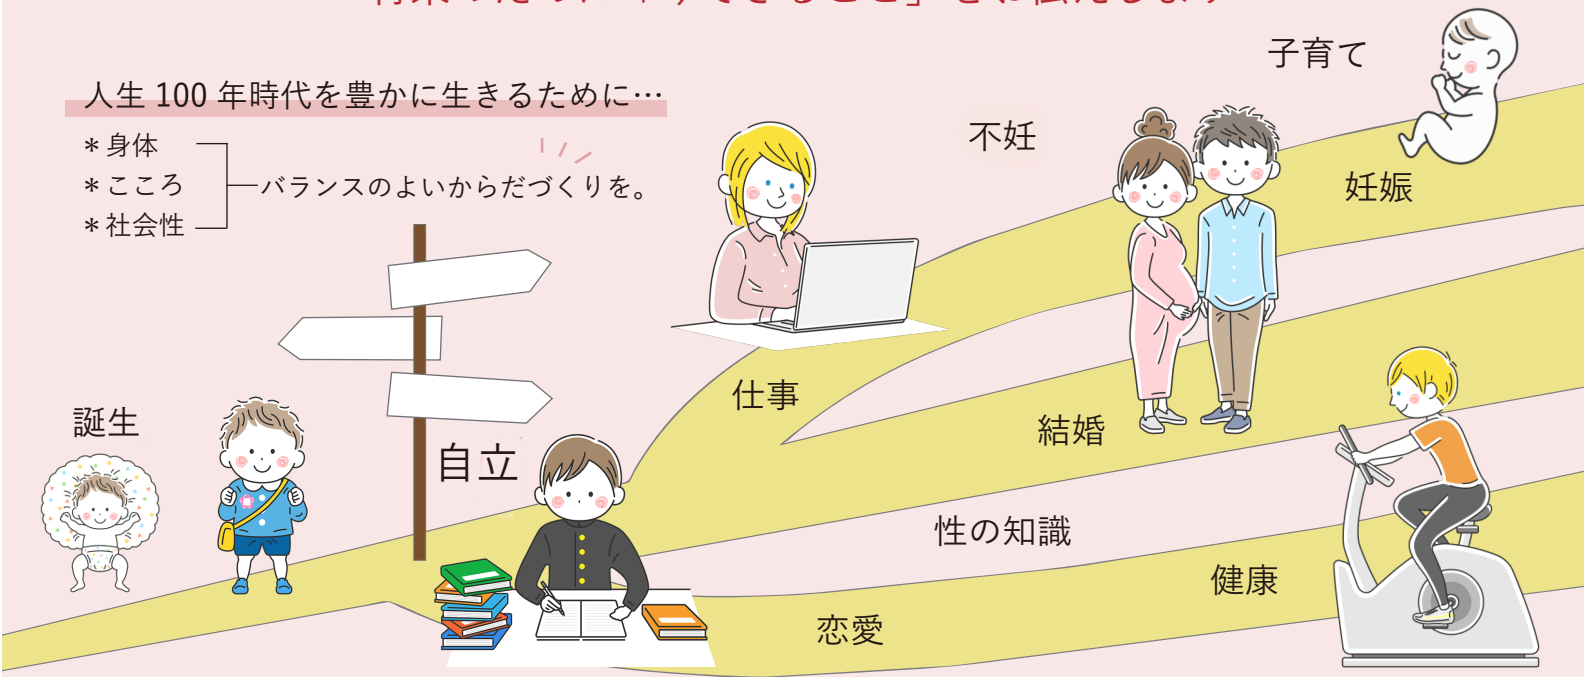 人生 100 年時代を豊かに生きるために…
＊身体
＊こころ
＊社会性
バランスのよいからだづくりを。
子育て
不妊
妊娠
仕事
結婚
誕生
自立
性の知識
健康
恋愛